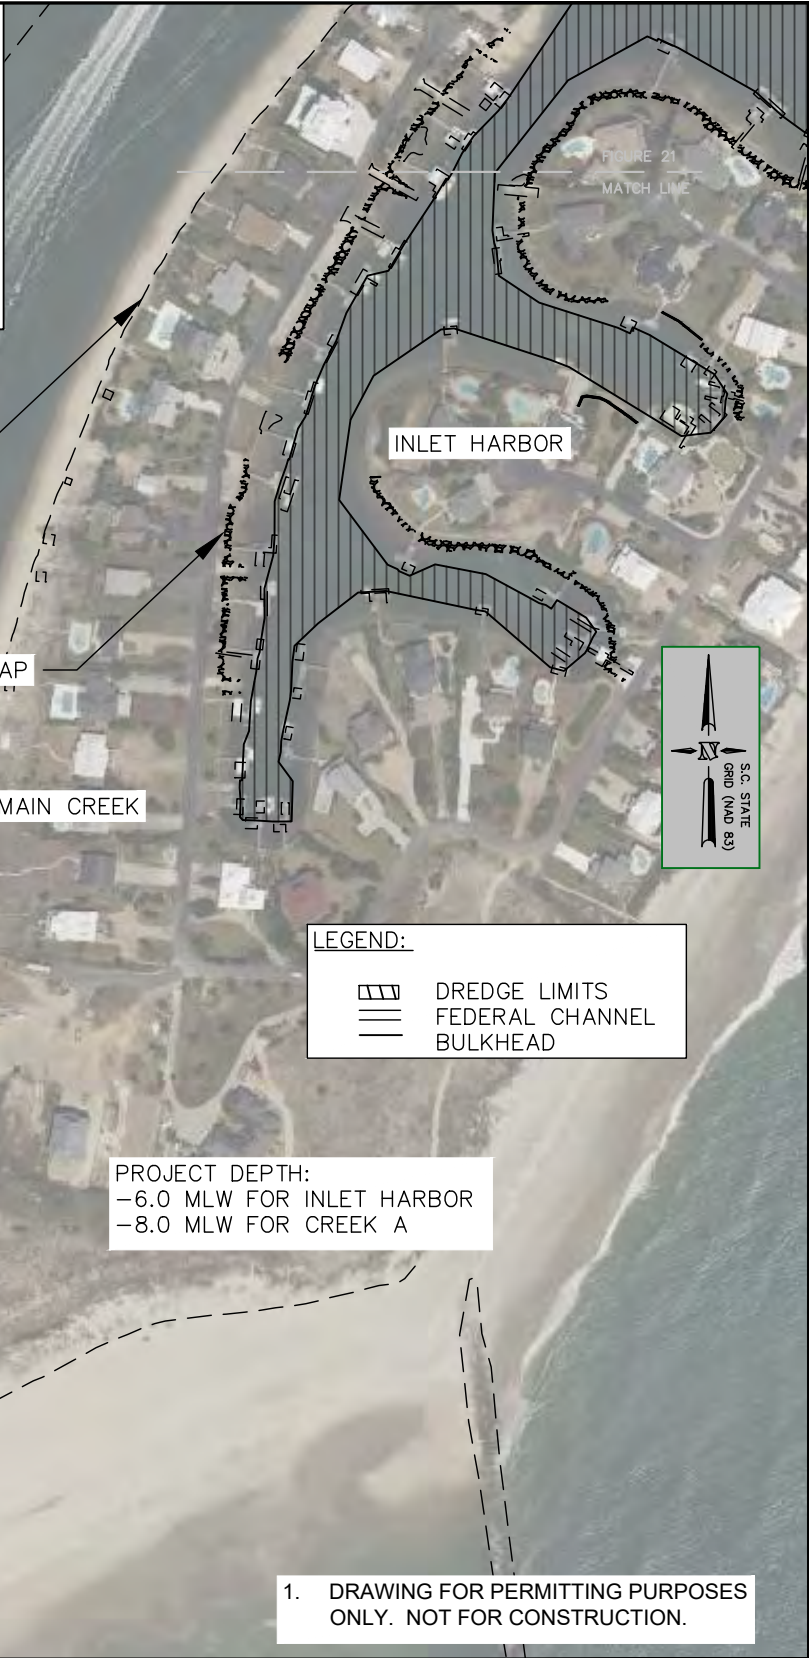 FIGURE 21
MATCH LINE
INLET HARBOR
AP
MAIN CREEK
S.C. STATE
GRID (NAD 83)
LEGEND:
DREDGE LIMITS
FEDERAL CHANNEL
BULKHEAD
PROJECT DEPTH:
-6.0 MLW FOR INLET HARBOR
-8.0 MLW FOR CREEK A
1. DRAWING FOR PERMITTING PURPOSES
ONLY. NOT FOR CONSTRUCTION.